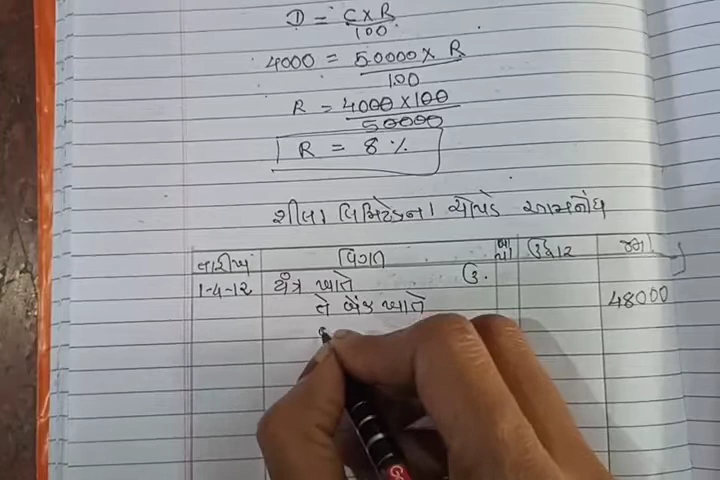 D = C × R
100
4000 = 50000 × R
100
R = 4000 × 100
50000
R = 8 %
શીલા લિમિટેડના ચોપડે આમનોંધ
તારીખ વિગત ખા પા ઉધાર જમા
1-4-12 યંત્ર ખાતે ઉ.
તે બેંક ખાતે 48000